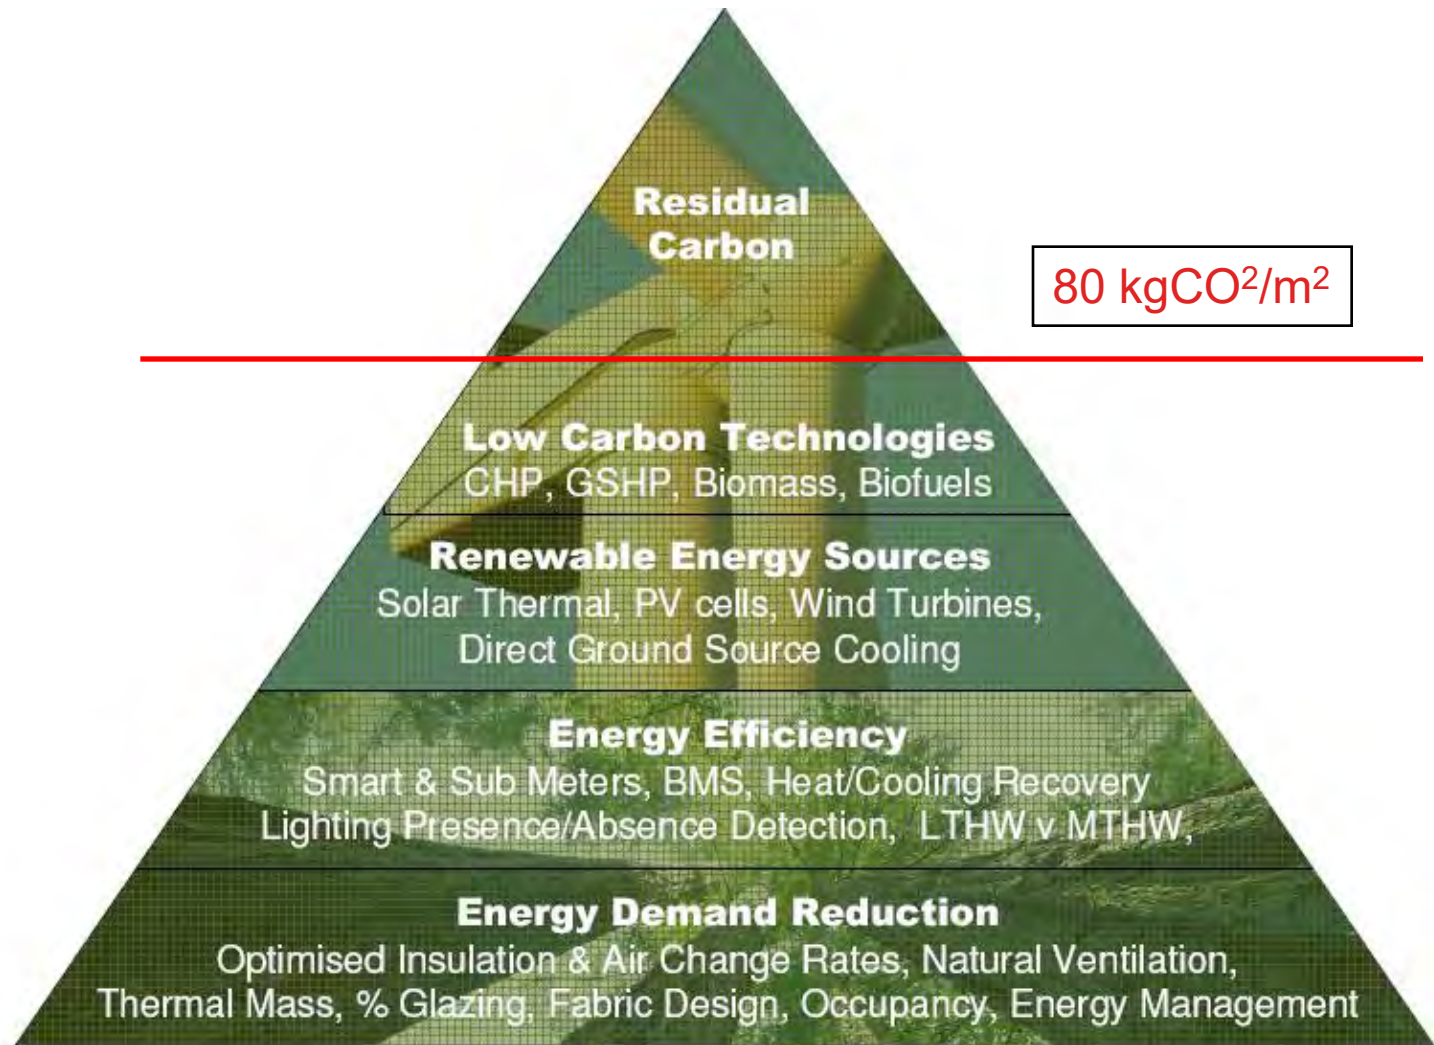 Residual
Carbon
80 kgCO²/m²
Low Carbon Technologies
CHP, GSHP, Biomass, Biofuels
Renewable Energy Sources
Solar Thermal, PV cells, Wind Turbines,
Direct Ground Source Cooling
Energy Efficiency
Smart & Sub Meters, BMS, Heat/Cooling Recovery
Lighting Presence/Absence Detection, LTHW v MTHW,
Energy Demand Reduction
Optimised Insulation & Air Change Rates, Natural Ventilation,
Thermal Mass, % Glazing, Fabric Design, Occupancy, Energy Management